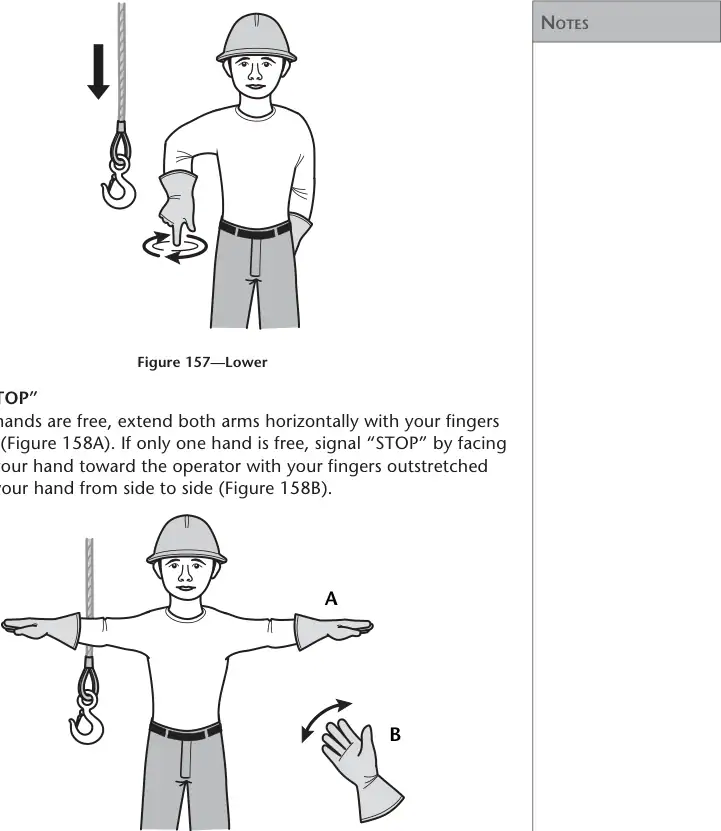 NOTES
Figure 157—Lower
TOP”
hands are free, extend both arms horizontally with your fingers
(Figure 158A). If only one hand is free, signal “STOP” by facing
your hand toward the operator with your fingers outstretched
your hand from side to side (Figure 158B).
A
B